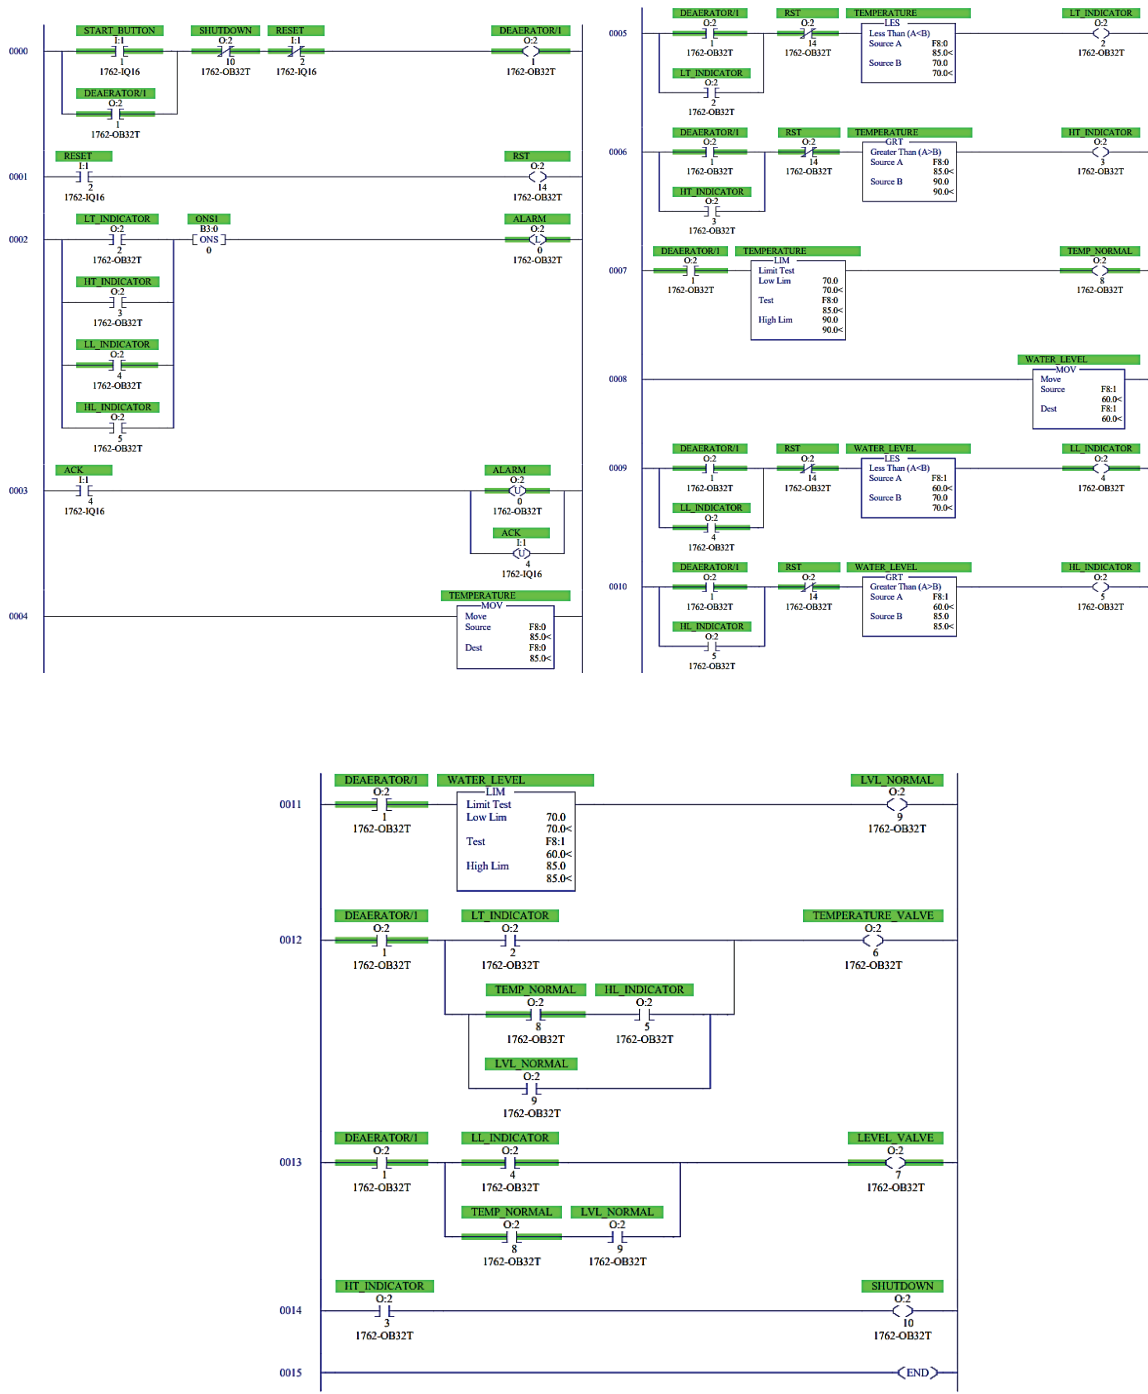 START_BUTTON SHUTDOWN RESET DEAERATOR/1
I:1 O:2 I:1 O:2
0000
1 10 2 1
1762-IQ16 1762-OB32T 1762-IQ16 1762-OB32T
DEAERATOR/1
O:2
1
1762-OB32T
RESET RST
I:1 O:2
0001
2 14
1762-IQ16 1762-OB32T
LT_INDICATOR ONS1 ALARM
O:2 B3:0 O:2
0002 ONS L
2 0 0
1762-OB32T 1762-OB32T
HT_INDICATOR
O:2
3
1762-OB32T
LL_INDICATOR
O:2
4
1762-OB32T
HL_INDICATOR
O:2
5
1762-OB32T
ACK ALARM
I:1 O:2
0003 U
4 0
1762-IQ16 1762-OB32T
ACK
I:1
U
4
1762-IQ16
TEMPERATURE
MOV
0004 Move
Source F8:0
85.0<
Dest F8:0
85.0<
DEAERATOR/1 RST TEMPERATURE LT_INDICATOR
O:2 O:2 LES O:2
0005 Less Than (A<B)
1 14 Source A F8:0 2
1762-OB32T 1762-OB32T 85.0< 1762-OB32T
Source B 70.0
70.0<
LT_INDICATOR
O:2
2
1762-OB32T
DEAERATOR/1 RST TEMPERATURE HT_INDICATOR
O:2 O:2 GRT O:2
0006 Greater Than (A>B)
1 14 Source A F8:0 3
1762-OB32T 1762-OB32T 85.0< 1762-OB32T
Source B 90.0
90.0<
HT_INDICATOR
O:2
3
1762-OB32T
DEAERATOR/1 TEMPERATURE TEMP_NORMAL
O:2 LIM O:2
0007 Limit Test
1 Low Lim 70.0 8
1762-OB32T 70.0< 1762-OB32T
Test F8:0
85.0<
High Lim 90.0
90.0<
WATER_LEVEL
MOV
0008 Move
Source F8:1
60.0<
Dest F8:1
60.0<
DEAERATOR/1 RST WATER_LEVEL LL_INDICATOR
O:2 O:2 LES O:2
0009 Less Than (A<B)
1 14 Source A F8:1 4
1762-OB32T 1762-OB32T 60.0< 1762-OB32T
Source B 70.0
70.0<
LL_INDICATOR
O:2
4
1762-OB32T
DEAERATOR/1 RST WATER_LEVEL HL_INDICATOR
O:2 O:2 GRT O:2
0010 Greater Than (A>B)
1 14 Source A F8:1 5
1762-OB32T 1762-OB32T 60.0< 1762-OB32T
Source B 85.0
85.0<
HL_INDICATOR
O:2
5
1762-OB32T
DEAERATOR/1 WATER_LEVEL LVL_NORMAL
O:2 LIM O:2
0011 Limit Test
1 Low Lim 70.0 9
1762-OB32T 70.0< 1762-OB32T
Test F8:1
60.0<
High Lim 85.0
85.0<
DEAERATOR/1 LT_INDICATOR TEMPERATURE_VALVE
O:2 O:2 O:2
0012
1 2 6
1762-OB32T 1762-OB32T 1762-OB32T
TEMP_NORMAL HL_INDICATOR
O:2 O:2
8 5
1762-OB32T 1762-OB32T
LVL_NORMAL
O:2
9
1762-OB32T
DEAERATOR/1 LL_INDICATOR LEVEL_VALVE
O:2 O:2 O:2
0013
1 4 7
1762-OB32T 1762-OB32T 1762-OB32T
TEMP_NORMAL LVL_NORMAL
O:2 O:2
8 9
1762-OB32T 1762-OB32T
HT_INDICATOR SHUTDOWN
O:2 O:2
0014
3 10
1762-OB32T 1762-OB32T
0015 END